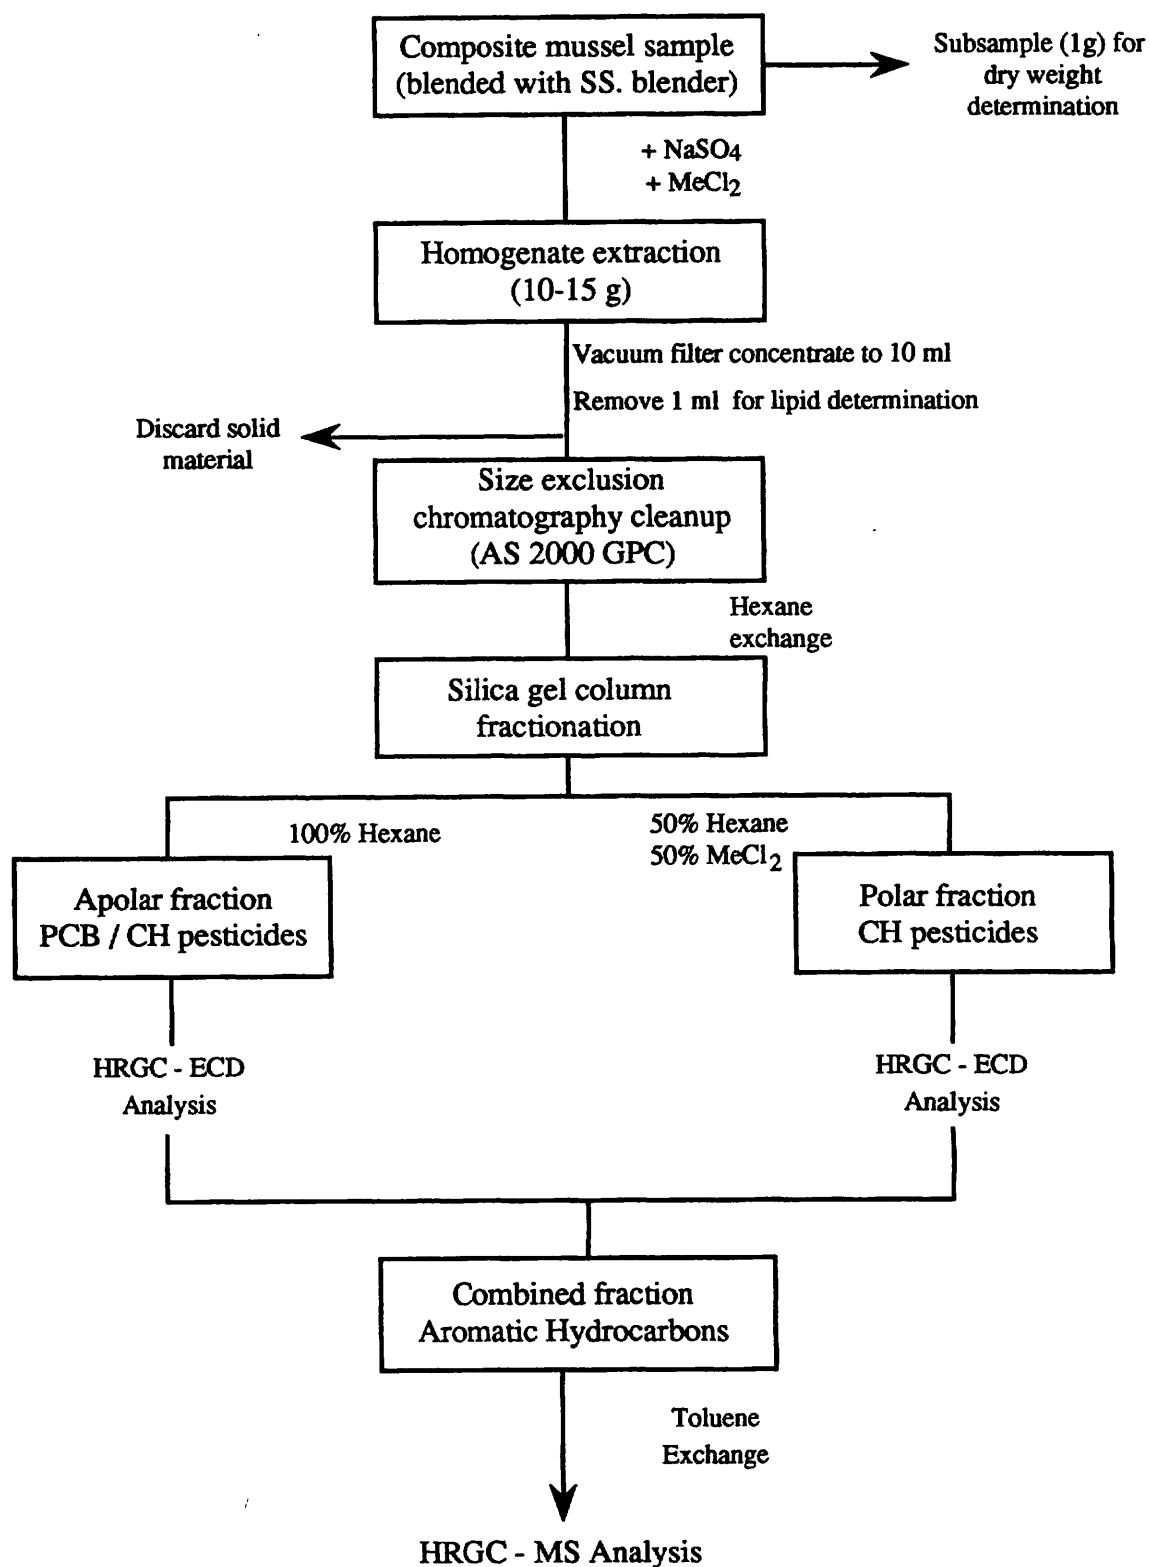 Composite mussel sample
(blended with SS. blender)
Subsample (1g) for
dry weight
determination
+ NaSO4
+ MeCl2
Homogenate extraction
(10-15 g)
Vacuum filter concentrate to 10 ml
Remove 1 ml for lipid determination
Discard solid
material
Size exclusion
chromatography cleanup
(AS 2000 GPC)
Hexane
exchange
Silica gel column
fractionation
100% Hexane
50% Hexane
50% MeCl2
Apolar fraction
PCB / CH pesticides
Polar fraction
CH pesticides
HRGC - ECD
Analysis
HRGC - ECD
Analysis
Combined fraction
Aromatic Hydrocarbons
Toluene
Exchange
HRGC - MS Analysis